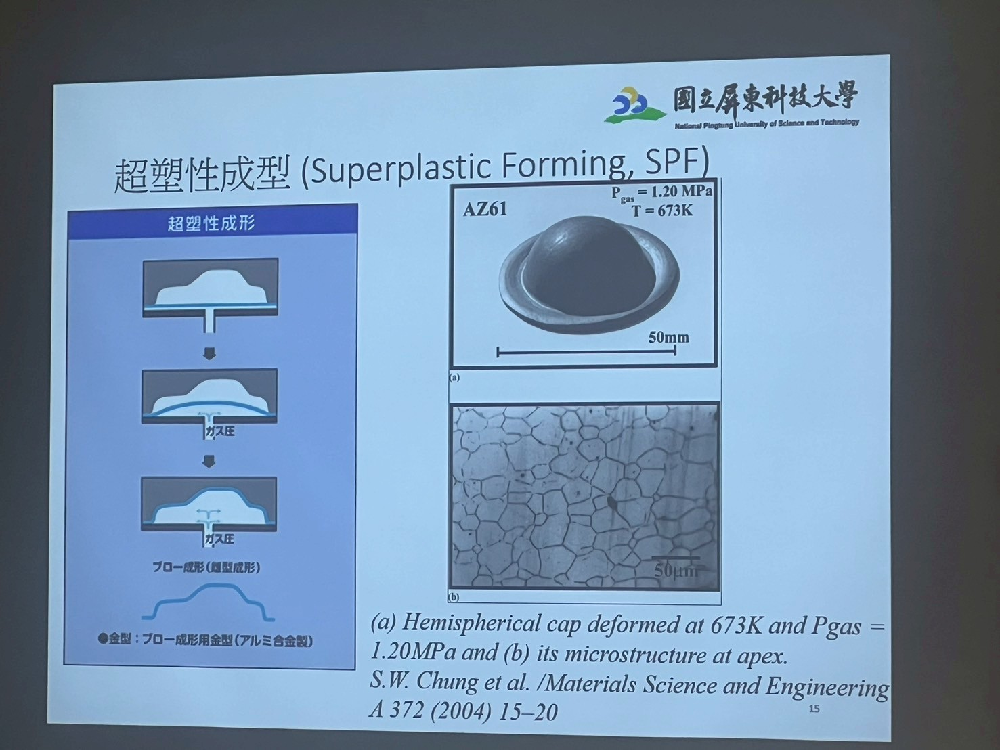 國立屏東科技大學
National Pingtung University of Science and Technology
超塑性成型 (Superplastic Forming, SPF)
超塑性成形
ガス圧
ガス圧
ブロー成形(雌型成形)
●金型：ブロー成形用金型(アルミ合金製)
AZ61
Pgas = 1.20 MPa
T = 673K
50mm
(a)
50μm
(b)
(a) Hemispherical cap deformed at 673K and Pgas =
1.20MPa and (b) its microstructure at apex.
S.W. Chung et al. /Materials Science and Engineering
A 372 (2004) 15–20
15